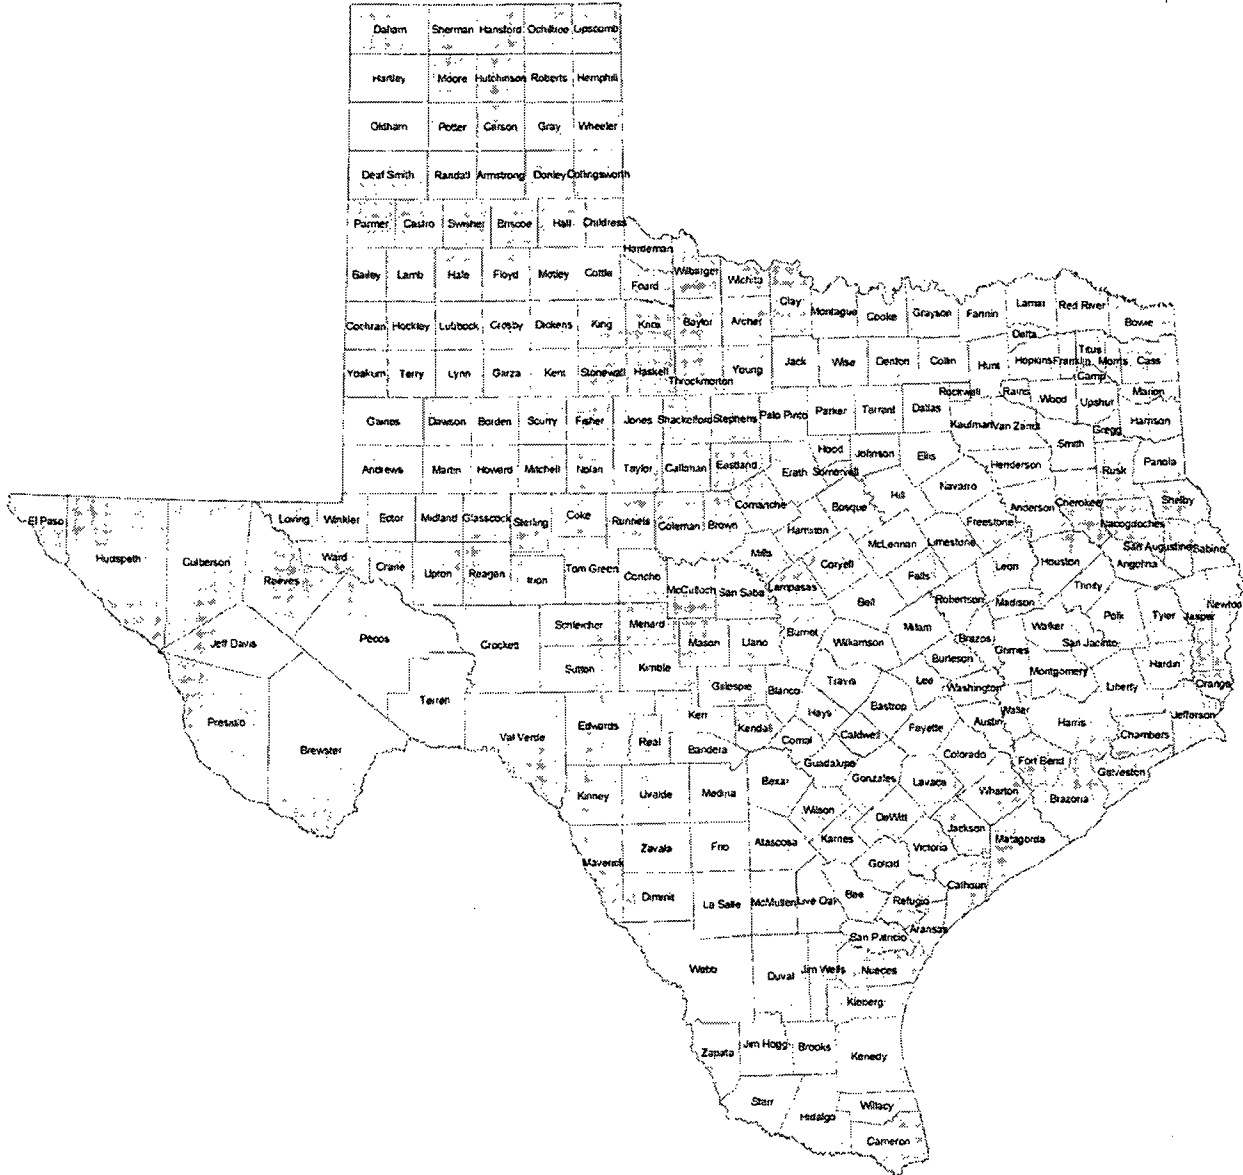 Dallam Sherman Hansford Ochiltree Lipscomb
Hartley Moore Hutchinson Roberts Hemphill
Oldham Potter Carson Gray Wheeler
Deaf Smith Randall Armstrong Donley Collingsworth
Parmer Castro Swisher Briscoe Hall Childress
Hardeman
Bailey Lamb Hale Floyd Motley Cottle Foard Wilbarger Wichita
Clay Montague Cooke Grayson Fannin Lamar Red River Bowie
Cochran Hockley Lubbock Crosby Dickens King Knox Baylor Archer
Delta Titus
Jack Wise Denton Collin Hunt Hopkins Franklin Morris Cass
Yoakum Terry Lynn Garza Kent Stonewall Haskell Throckmorton Young
Camp
Rockwall Rains Wood Upshur Marion
Gaines Dawson Borden Scurry Fisher Jones Shackelford Stephens Palo Pinto Parker Tarrant Dallas
Kaufman Van Zandt Smith Gregg Harrison
Andrews Martin Howard Mitchell Nolan Taylor Callahan Eastland Erath Hood Somervell Johnson Ellis
Henderson Rusk Panola
Comanche Bosque Hill Navarro Anderson Cherokee Shelby
El Paso Loring Winkler Ector Midland Glasscock Sterling Coke Runnels Coleman Brown
Hamilton Freestone Nacogdoches
Hudspeth Culberson Reeves Ward Crane Upton Reagan Irion Tom Green Concho
Mills McLennan Limestone San Augustine Sabine
Coryell Falls Leon Houston Angelina
McCulloch San Saba Lampasas Bell Robertson Madison Trinity Newton
Jeff Davis Pecos Crockett Schleicher Menard
Mason Llano Burnet Williamson Milam Brazos Grimes Walker San Jacinto Polk Tyler Jasper
Sutton Kimble
Burleson Montgomery Liberty Hardin
Terrell Gillespie Blanco Travis Lee Washington Orange
Presidio Brewster Val Verde Edwards Real Kerr Kendall Hays Bastrop
Bandera Comal Caldwell Fayette Austin Waller Harris Chambers Jefferson
Guadalupe Colorado Fort Bend Galveston
Kinney Uvalde Medina Bexar Gonzales Lavaca Wharton Brazoria
Wilson DeWitt Jackson
Maverick Zavala Frio Atascosa Karnes Victoria Matagorda
Goliad
Dimmit La Salle McMullen Live Oak Bee Refugio Calhoun
San Patricio Aransas
Webb Duval Jim Wells Nueces
Kleberg
Zapata Jim Hogg Brooks Kenedy
Starr Hidalgo Willacy
Cameron